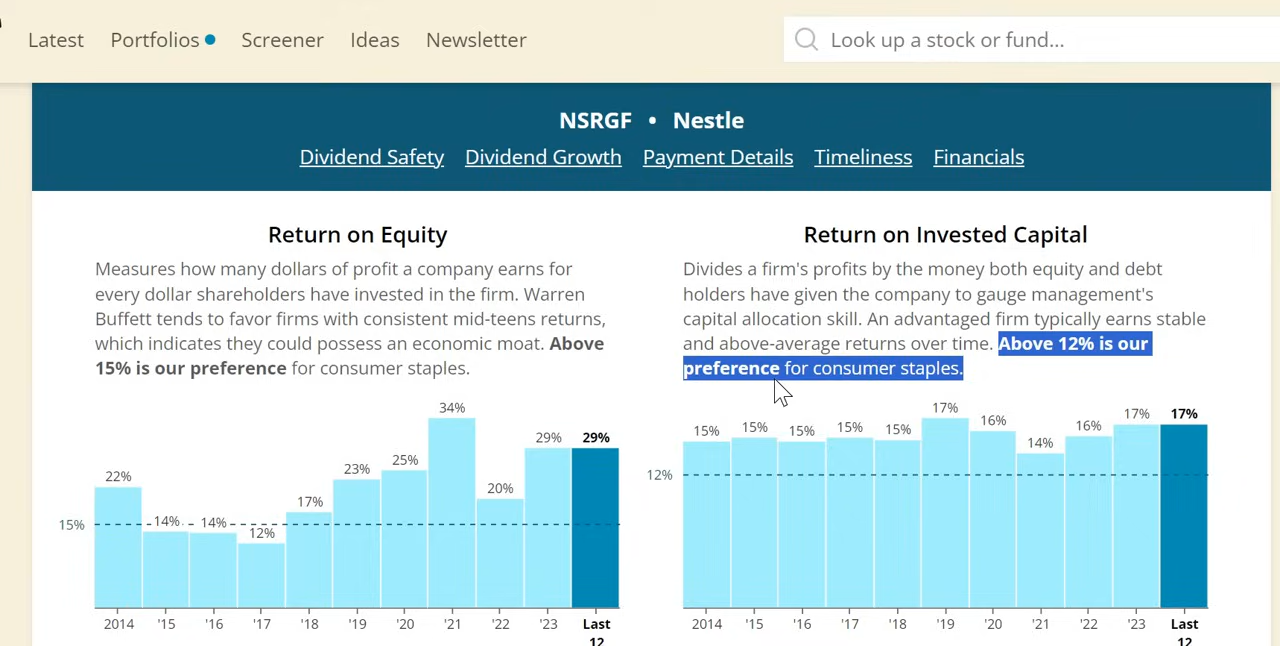 Latest Portfolios Screener Ideas Newsletter Look up a stock or fund...
NSRGF • Nestle
Dividend Safety Dividend Growth Payment Details Timeliness Financials
Return on Equity
Measures how many dollars of profit a company earns for
every dollar shareholders have invested in the firm. Warren
Buffett tends to favor firms with consistent mid-teens returns,
which indicates they could possess an economic moat. Above
15% is our preference for consumer staples.
34%
29% 29%
25%
23%
22%
20%
17%
15% 14% 14%
12%
2014 '15 '16 '17 '18 '19 '20 '21 '22 '23 Last
12
Return on Invested Capital
Divides a firm's profits by the money both equity and debt
holders have given the company to gauge management's
capital allocation skill. An advantaged firm typically earns stable
and above-average returns over time. Above 12% is our
preference for consumer staples.
17% 17% 17%
16% 16%
15% 15% 15% 15% 15%
14%
12%
2014 '15 '16 '17 '18 '19 '20 '21 '22 '23 Last
12